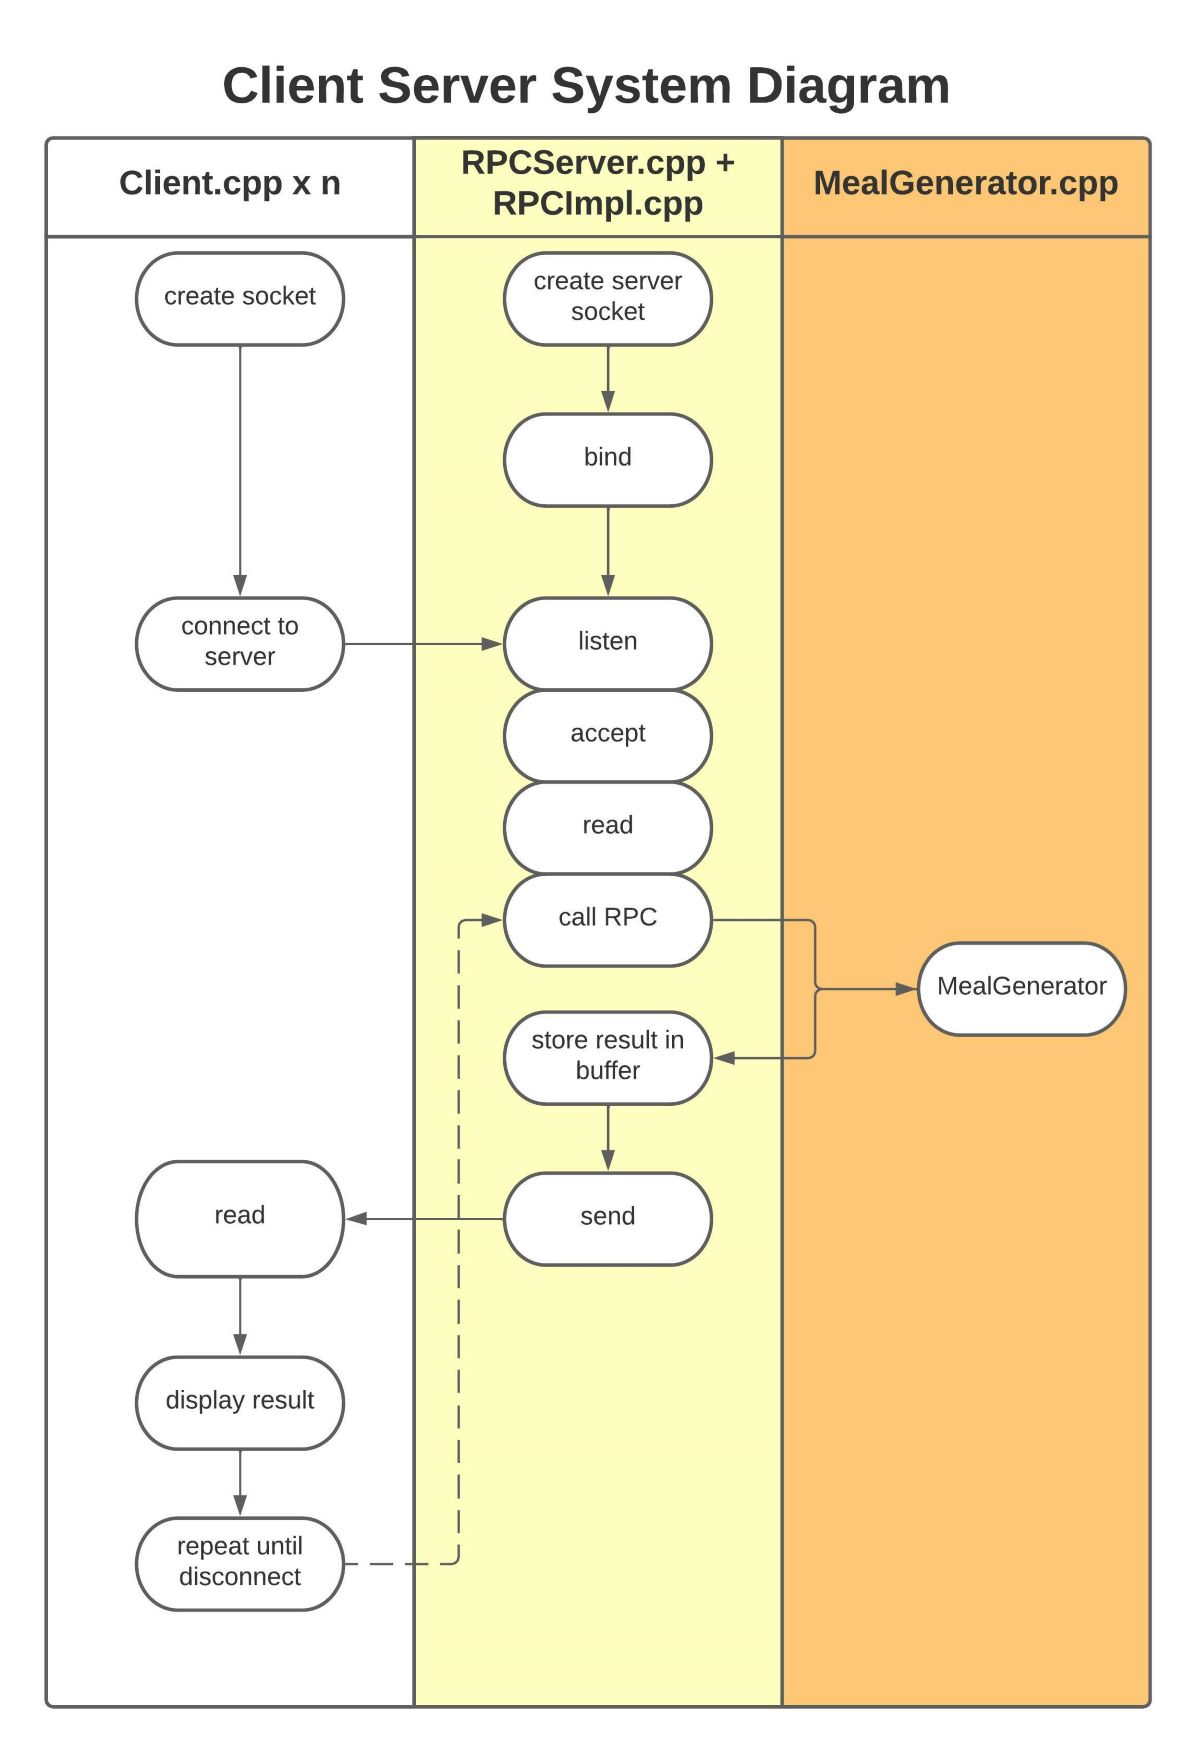 Client Server System Diagram
Client.cpp x n
RPCServer.cpp +
RPCImpl.cpp
MealGenerator.cpp
create socket
create server
socket
bind
connect to
server
listen
accept
read
call RPC
MealGenerator
store result in
buffer
read
send
display result
repeat until
disconnect